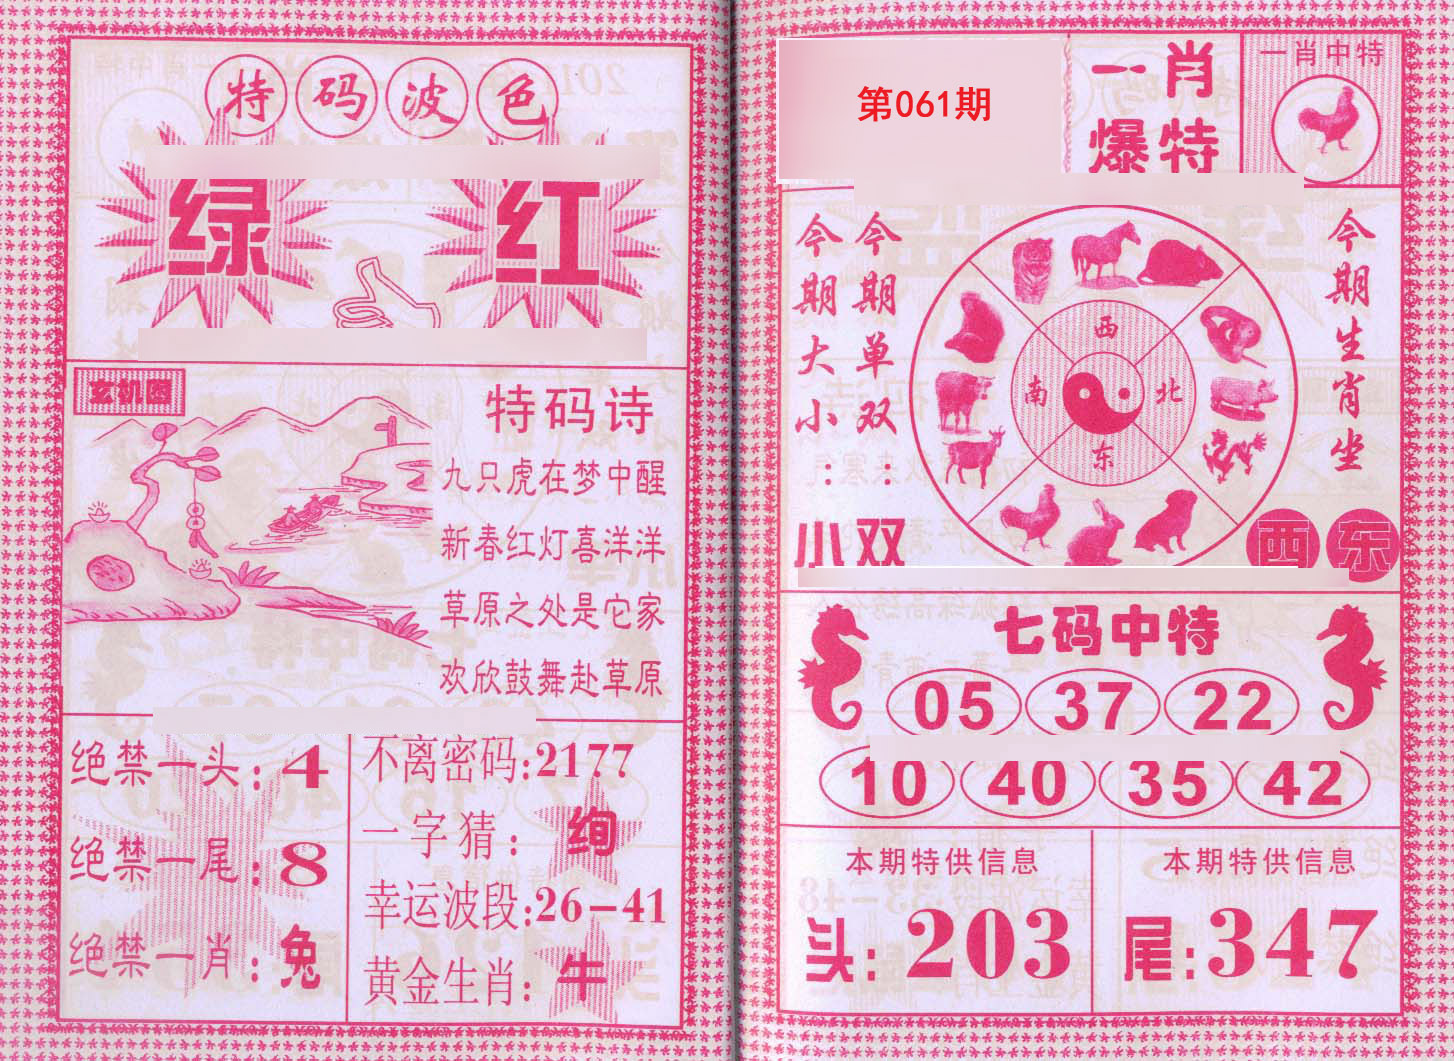 特码波色
绿 红
玄机图
特码诗
九只虎在梦中醒
新春红灯喜洋洋
草原之处是它家
欢欣鼓舞赴草原
绝禁一头:4
绝禁一尾:8
绝禁一肖:兔
不离密码:2177
一字猜:绚
幸运波段:26-41
黄金生肖:牛
第061期
一肖
爆特
一肖中特
今期大小:小
今期单双:双
西
南 北
东
今期生肖坐
西 东
七码中特
05 37 22
10 40 35 42
本期特供信息
头:203
本期特供信息
尾:347